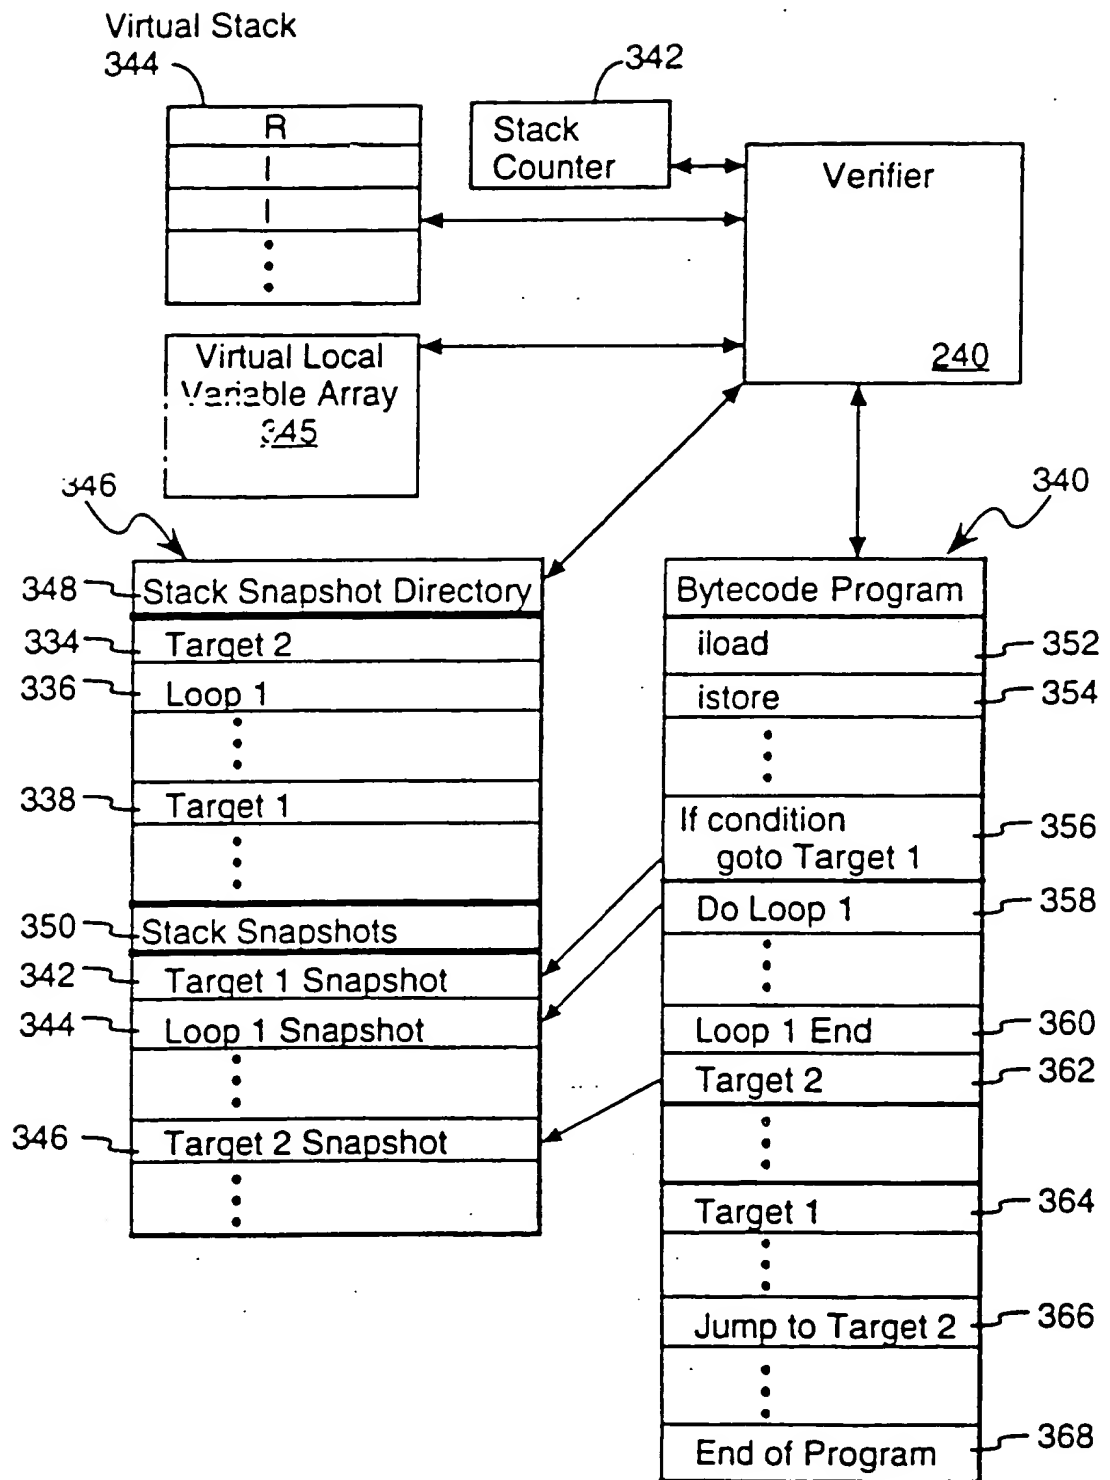 Virtual Stack
344
342
R
I
I
Stack
Counter
Verifier
240
Virtual Local
Variable Array
345
346
340
348
Stack Snapshot Directory
334
Target 2
336
Loop 1
338
Target 1
350
Stack Snapshots
342
Target 1 Snapshot
344
Loop 1 Snapshot
346
Target 2 Snapshot
Bytecode Program
iload
352
istore
354
If condition
goto Target 1
356
Do Loop 1
358
Loop 1 End
360
Target 2
362
Target 1
364
Jump to Target 2
366
End of Program
368